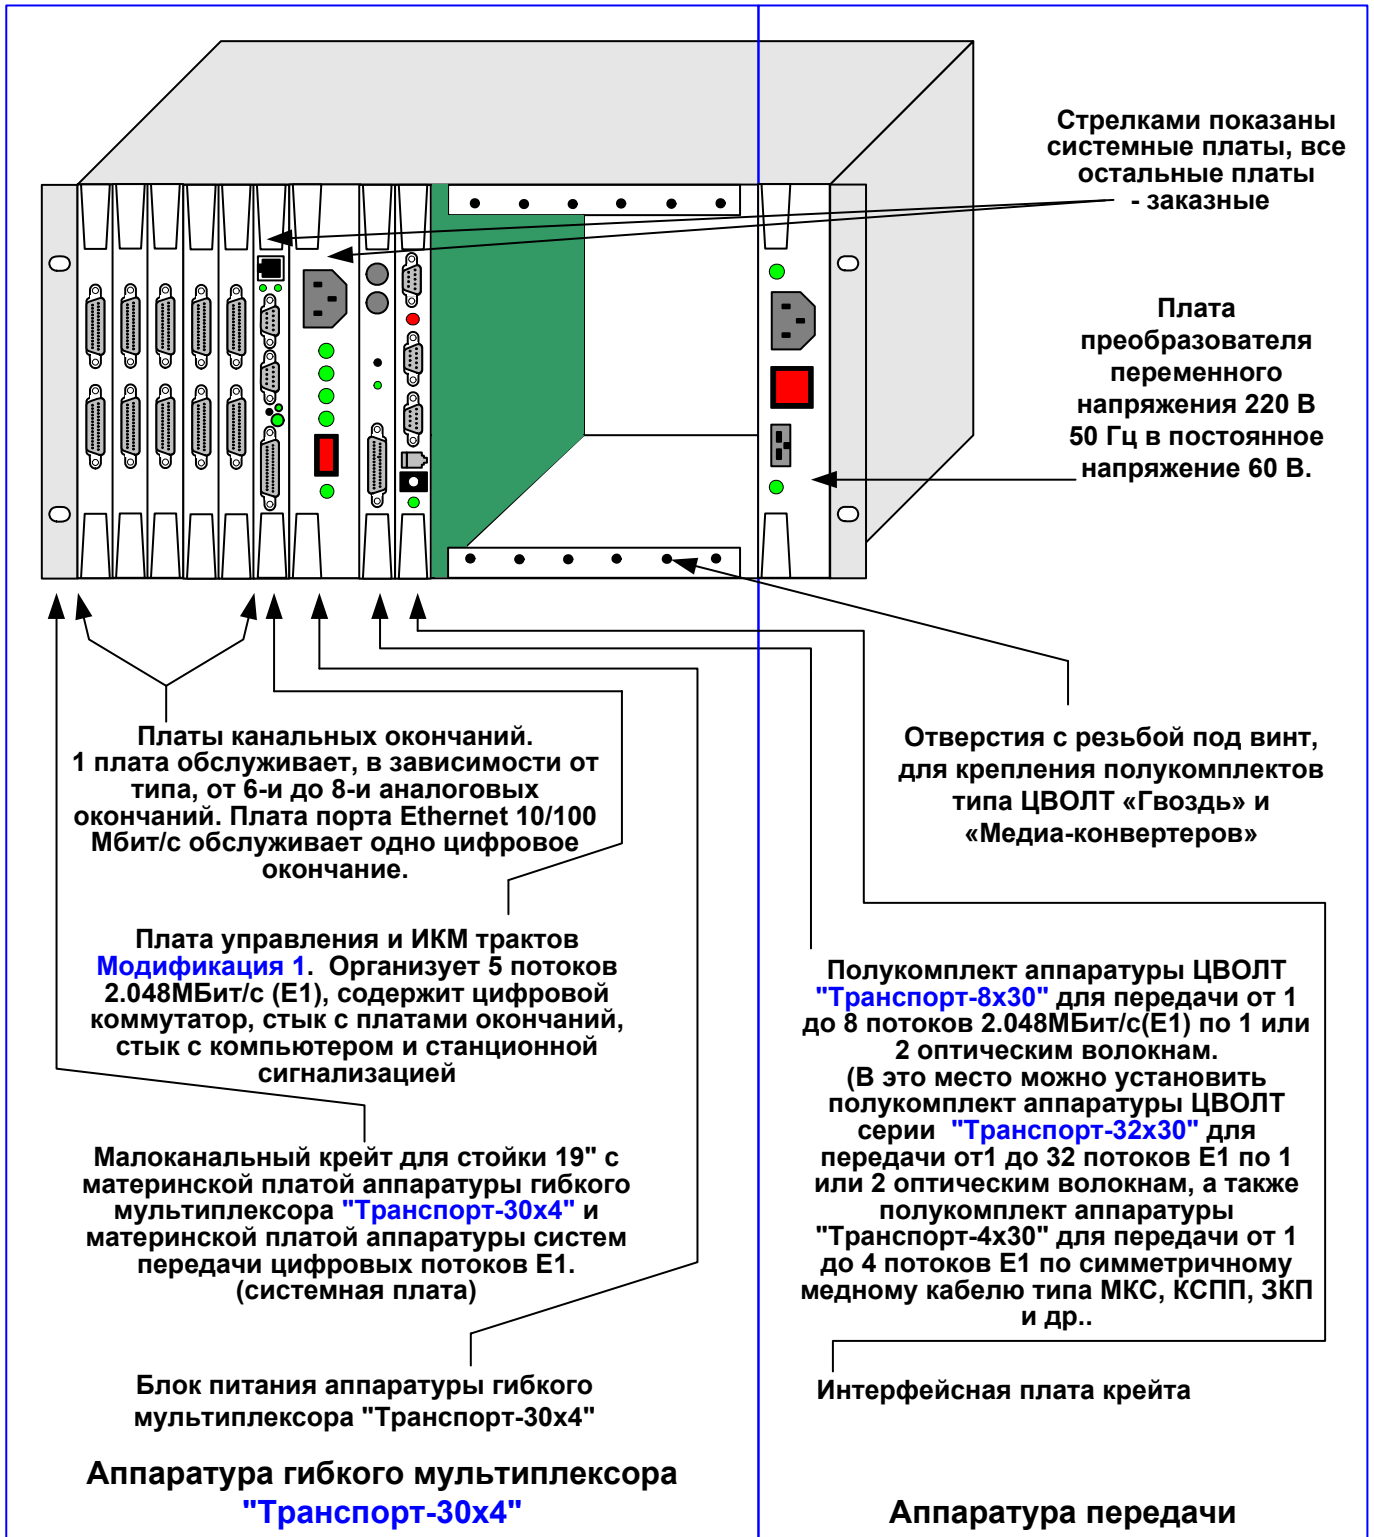 Стрелками показаны
системные платы, все
остальные платы
- заказные
Плата
преобразователя
переменного
напряжения 220 В
50 Гц в постоянное
напряжение 60 В.
Платы канальных окончаний.
1 плата обслуживает, в зависимости от
типа, от 6-и до 8-и аналоговых
окончаний. Плата порта Ethernet 10/100
Мбит/с обслуживает одно цифровое
окончание.
Отверстия с резьбой под винт,
для крепления полукомплектов
типа ЦВОЛТ «Гвоздь» и
«Медиа-конвертеров»
Плата управления и ИКМ трактов
Модификация 1.  Организует 5 потоков
2.048МБит/с (Е1), содержит цифровой
коммутатор, стык с платами окончаний,
стык с компьютером и станционной
сигнализацией
Полукомплект аппаратуры ЦВОЛТ
"Транспорт-8х30" для передачи от 1
до 8 потоков 2.048МБит/с(Е1) по 1 или
2 оптическим волокнам.
(В это место можно установить
полукомплект аппаратуры ЦВОЛТ
серии  "Транспорт-32х30" для
передачи от1 до 32 потоков Е1 по 1
или 2 оптическим волокнам, а также
полукомплект аппаратуры
"Транспорт-4х30" для передачи от 1
до 4 потоков Е1 по симметричному
медному кабелю типа МКС, КСПП, ЗКП
и др..
Малоканальный крейт для стойки 19" с
материнской платой аппаратуры гибкого
мультиплексора "Транспорт-30х4" и
материнской платой аппаратуры систем
передачи цифровых потоков Е1.
(системная плата)
Блок питания аппаратуры гибкого
мультиплексора "Транспорт-30х4"
Интерфейсная плата крейта
Аппаратура гибкого мультиплексора
"Транспорт-30х4"
Аппаратура передачи